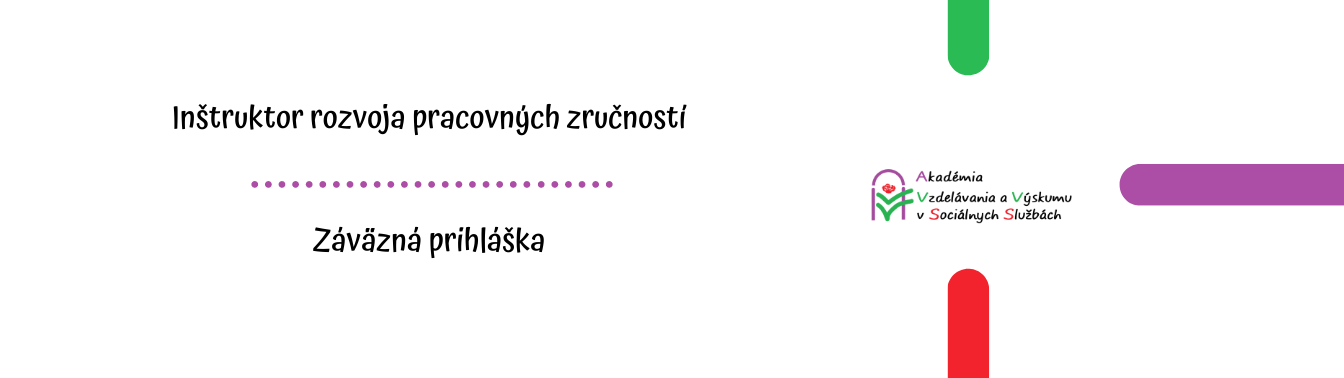 Inštruktor rozvoja pracovných zručností
Záväzná prihláška
Akadémia
Vzdelávania a Výskumu
v Sociálnych Službách